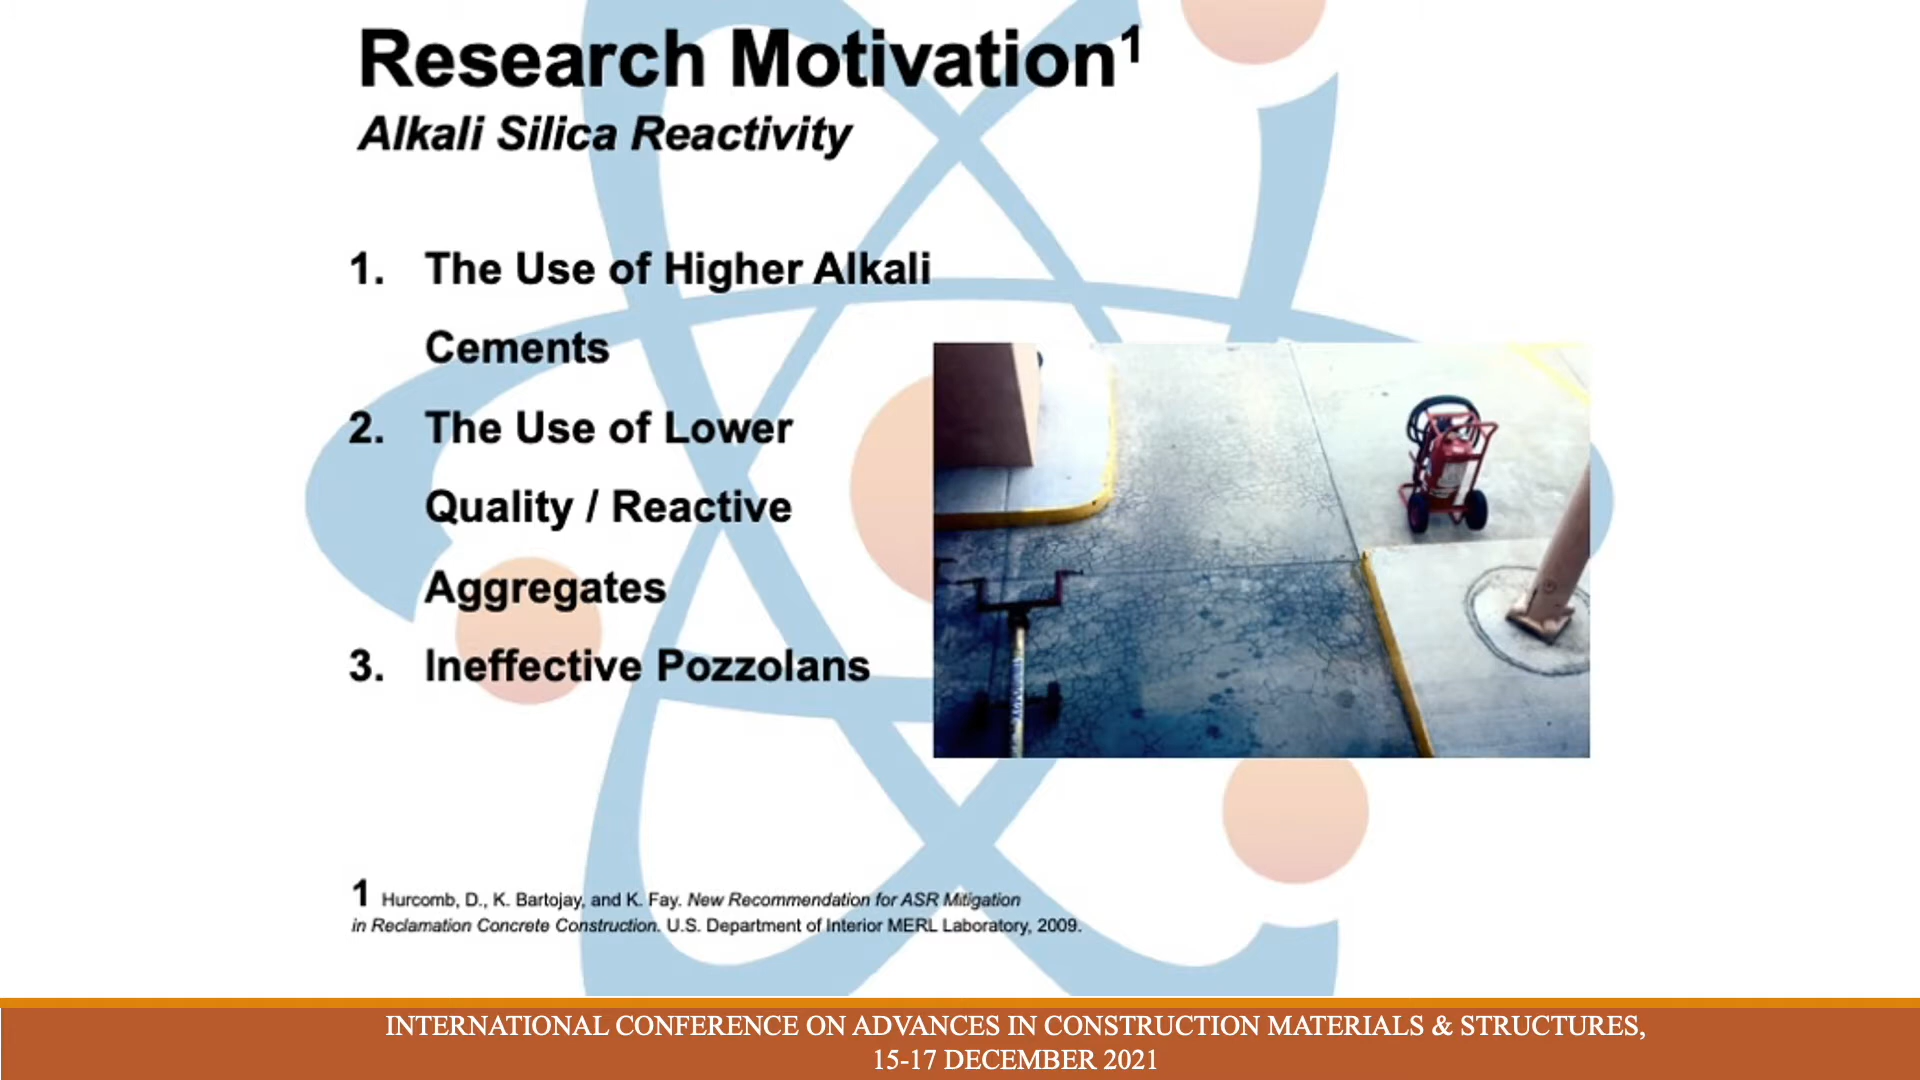 Research Motivation¹
Alkali Silica Reactivity
1. The Use of Higher Alkali
Cements
2. The Use of Lower
Quality / Reactive
Aggregates
3. Ineffective Pozzolans
1 Hurcomb, D., K. Bartojay, and K. Fay. New Recommendation for ASR Mitigation
in Reclamation Concrete Construction. U.S. Department of Interior MERL Laboratory, 2009.
INTERNATIONAL CONFERENCE ON ADVANCES IN CONSTRUCTION MATERIALS & STRUCTURES,
15-17 DECEMBER 2021